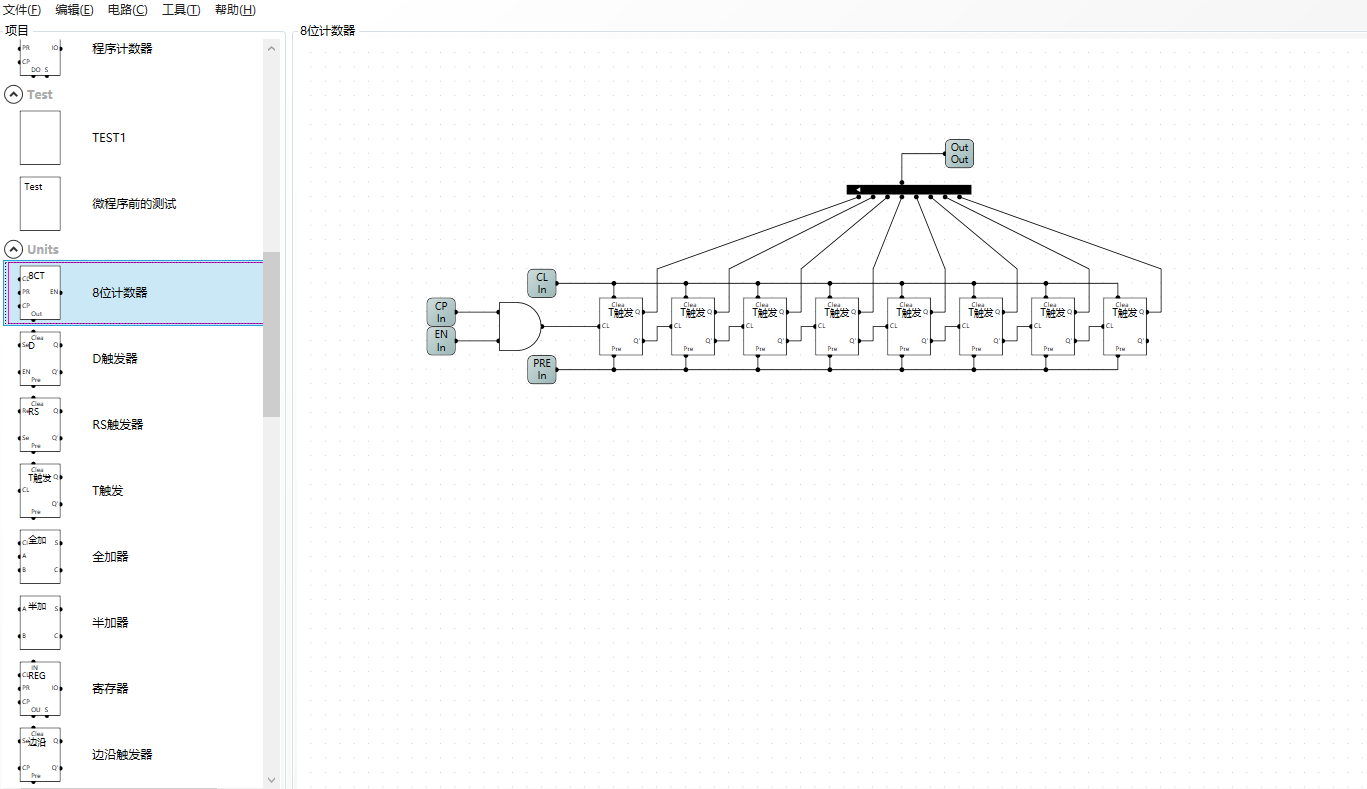 文件(F) 编辑(E) 电路(C) 工具(T) 帮助(H)
项目
PR IO
CP
DO S
程序计数器
Test
TEST1
Test
微程序前的测试
Units
8CT
CL
PR EN
CP
Out
8位计数器
Clea
D
Se Q
EN Q'
Pre
D触发器
Clea
RS
Re Q
Se Q'
Pre
RS触发器
Clea
T触发 Q
CL
Q'
Pre
T触发
CI 全加 S
A
B C
全加器
A 半加 S
B C
半加器
IN
CL REG
PR IO
CP
OU S
寄存器
Clea
Se 边沿 Q
CP Q'
Pre
边沿触发器
8位计数器
Out
Out
CL
In
CP
In
EN
In
PRE
In
Clea Clea Clea Clea Clea Clea Clea Clea
T触发 Q T触发 Q T触发 Q T触发 Q T触发 Q T触发 Q T触发 Q T触发 Q
CL CL CL CL CL CL CL CL
Q' Q' Q' Q' Q' Q' Q' Q'
Pre Pre Pre Pre Pre Pre Pre Pre